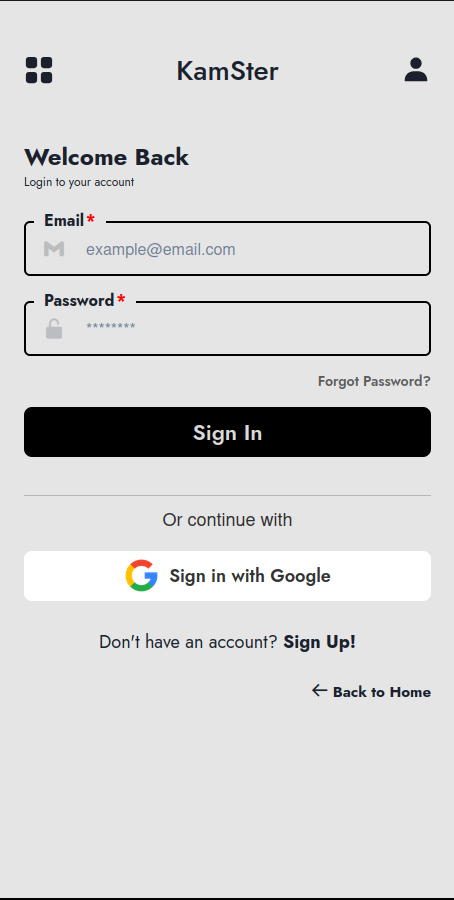 KamSter
Welcome Back
Login to your account
Email*
example@email.com
Password*
********
Forgot Password?
Sign In
Or continue with
Sign in with Google
Don't have an account? Sign Up!
← Back to Home